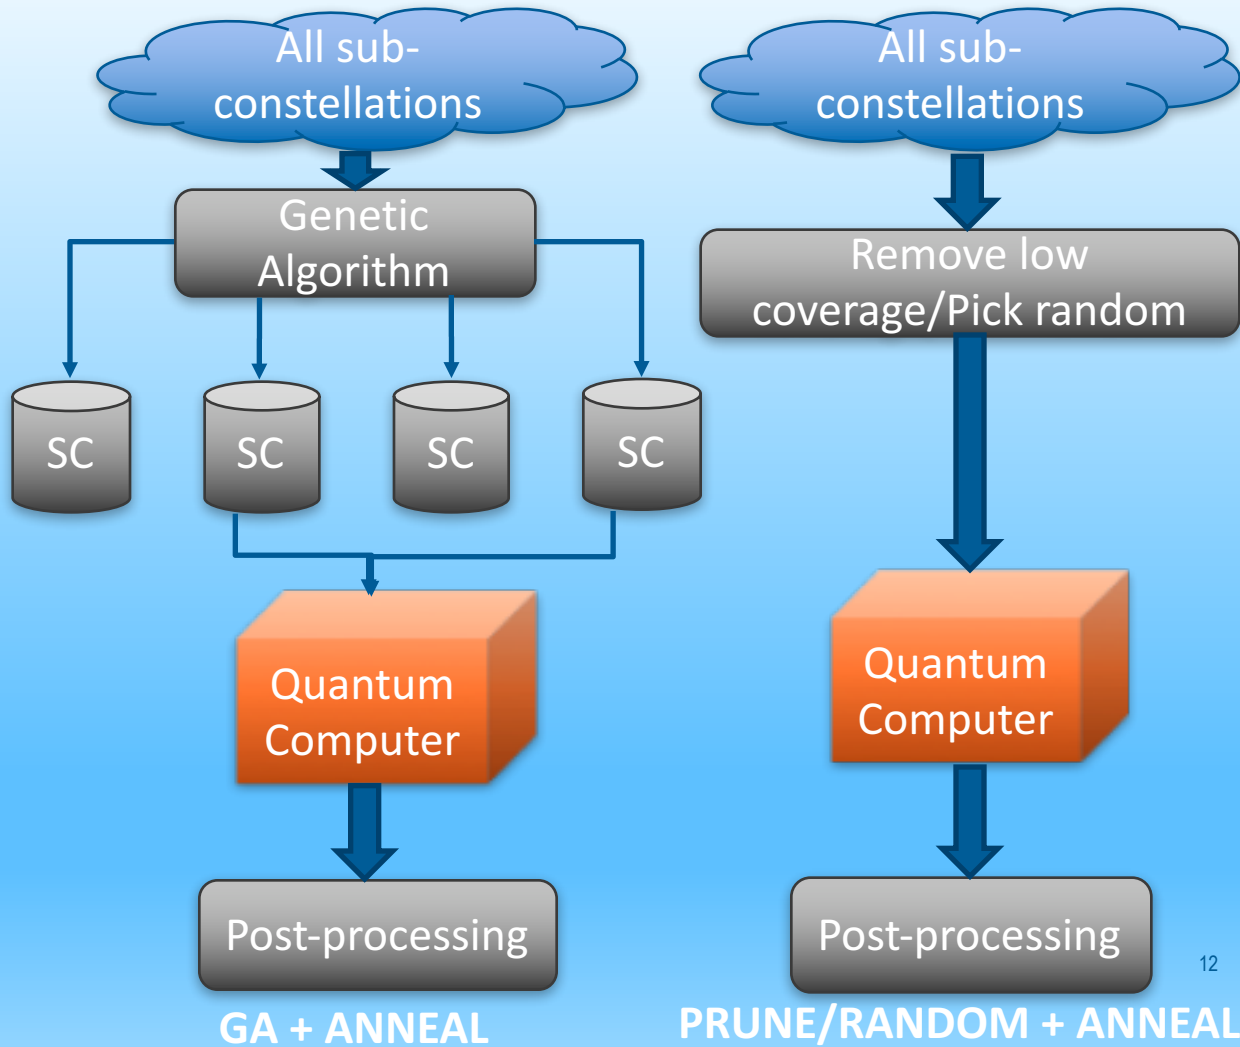 All sub-
constellations
Genetic
Algorithm
SC
SC
SC
SC
Quantum
Computer
Post-processing
GA + ANNEAL
All sub-
constellations
Remove low
coverage/Pick random
Quantum
Computer
Post-processing
PRUNE/RANDOM + ANNEAL
12